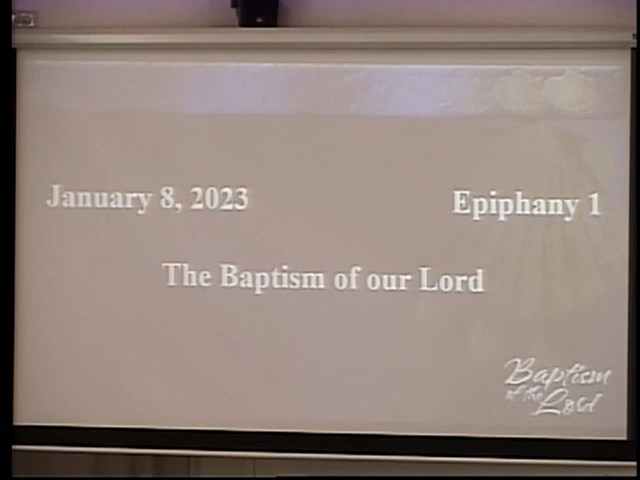 January 8, 2023 Epiphany 1
The Baptism of our Lord
Baptism
of the Lord